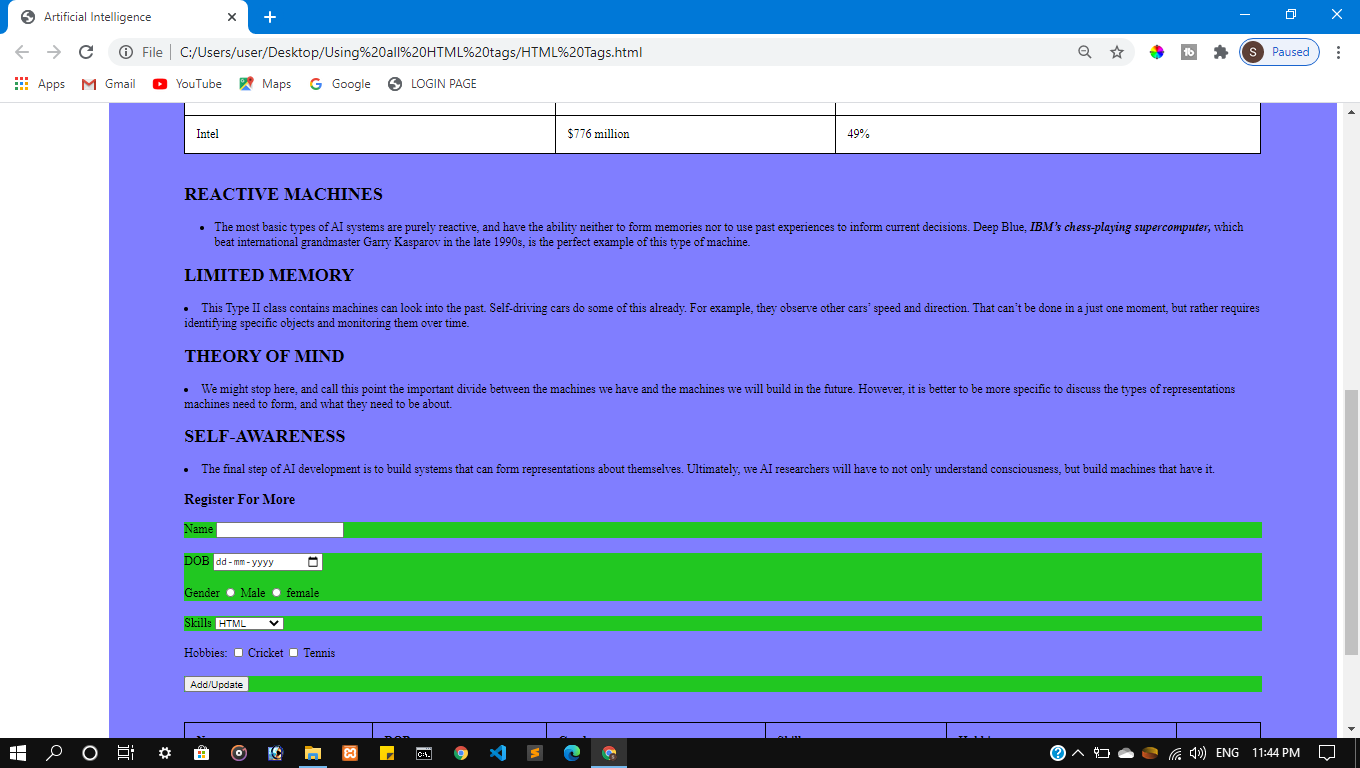 Artificial Intelligence
File C:/Users/user/Desktop/Using%20all%20HTML%20tags/HTML%20Tags.html
S Paused
Apps Gmail YouTube Maps Google LOGIN PAGE
Intel $776 million 49%
REACTIVE MACHINES
• The most basic types of AI systems are purely reactive, and have the ability neither to form memories nor to use past experiences to inform current decisions. Deep Blue, IBM’s chess-playing supercomputer, which
beat international grandmaster Garry Kasparov in the late 1990s, is the perfect example of this type of machine.
LIMITED MEMORY
• This Type II class contains machines can look into the past. Self-driving cars do some of this already. For example, they observe other cars’ speed and direction. That can’t be done in a just one moment, but rather requires
identifying specific objects and monitoring them over time.
THEORY OF MIND
• We might stop here, and call this point the important divide between the machines we have and the machines we will build in the future. However, it is better to be more specific to discuss the types of representations
machines need to form, and what they need to be about.
SELF-AWARENESS
• The final step of AI development is to build systems that can form representations about themselves. Ultimately, we AI researchers will have to not only understand consciousness, but build machines that have it.
Register For More
Name
DOB dd-mm-yyyy
Gender Male female
Skills HTML
Hobbies: Cricket Tennis
Add/Update
ENG 11:44 PM